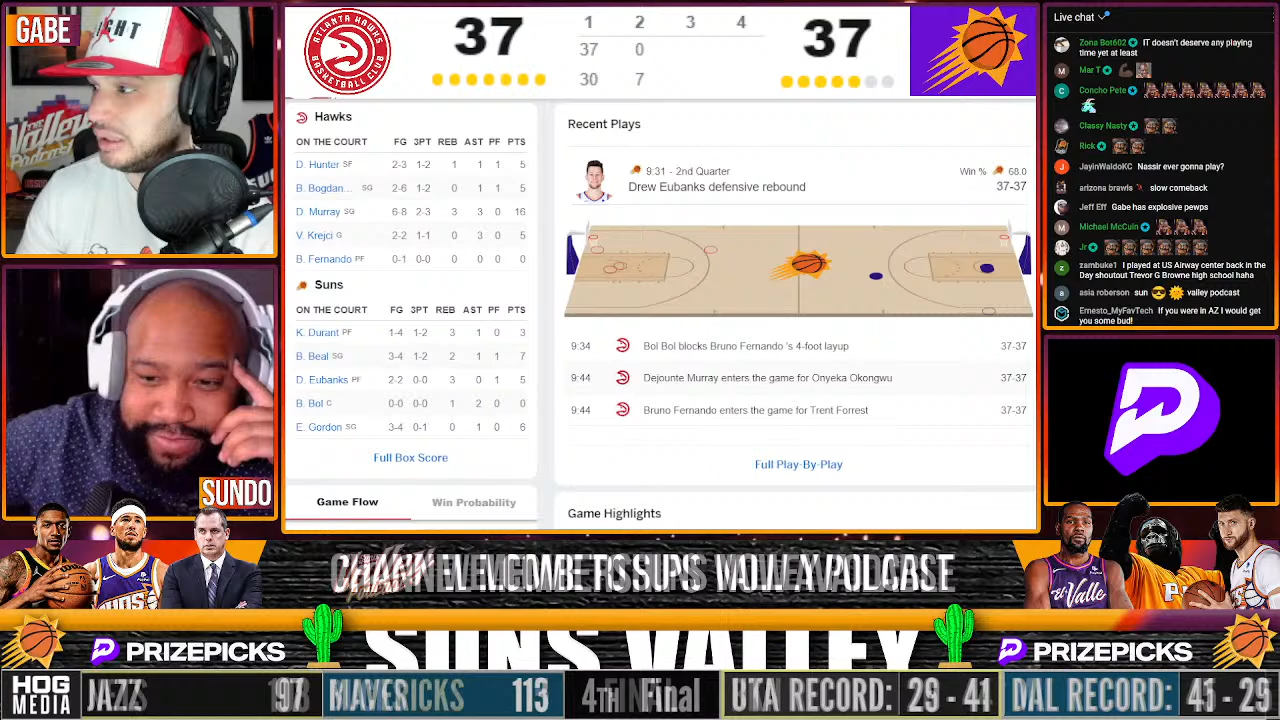 GABE
SUNDO
ATLANTA HAWKS
BASKETBALL CLUB
37
1 2 3 4
37 0
30 7
37
Hawks
ON THE COURT FG 3PT REB AST PF PTS
D. Hunter SF 2-3 1-2 1 1 1 5
B. Bogdan... SG 2-6 1-2 0 1 1 5
D. Murray SG 6-8 2-3 3 3 0 16
V. Krejci G 2-2 1-1 0 3 0 5
B. Fernando PF 0-1 0-0 0 0 0 0
Suns
ON THE COURT FG 3PT REB AST PF PTS
K. Durant PF 1-4 1-2 3 1 0 3
B. Beal SG 3-4 1-2 2 1 1 7
D. Eubanks PF 2-2 0-0 3 0 1 5
B. Bol C 0-0 0-0 1 2 0 0
E. Gordon SG 3-4 0-1 0 1 0 6
Full Box Score
Game Flow Win Probability
Recent Plays
9:31 - 2nd Quarter Win % 68.0
Drew Eubanks defensive rebound 37-37
9:34 Bol Bol blocks Bruno Fernando 's 4-foot layup 37-37
9:44 Dejounte Murray enters the game for Onyeka Okongwu 37-37
9:44 Bruno Fernando enters the game for Trent Forrest 37-37
Full Play-By-Play
Game Highlights
Live chat
Zona Bot602 IT doesn't deserve any playing
time yet at least
Mar T
Concho Pete
Classy Nasty
Rick
JayinWaldoKC Nassir ever gonna play?
arizona brawls slow comeback
Jeff Eff Gabe has explosive pewps
Michael McCuin
Jr
zambuke1 I played at US Airway center back in the
Day shoutout Trevor G Browne high school haha
asia roberson sun valley podcast
Ernesto_MyFavTech If you were in AZ I would get
you some bud!
PRIZEPICKS
SUNS VALLEY
PRIZEPICKS
HOG
MEDIA
JAZZ 97 MAVERICKS 113 4TH Final UTA RECORD: 29 - 41 DAL RECORD: 45 - 29